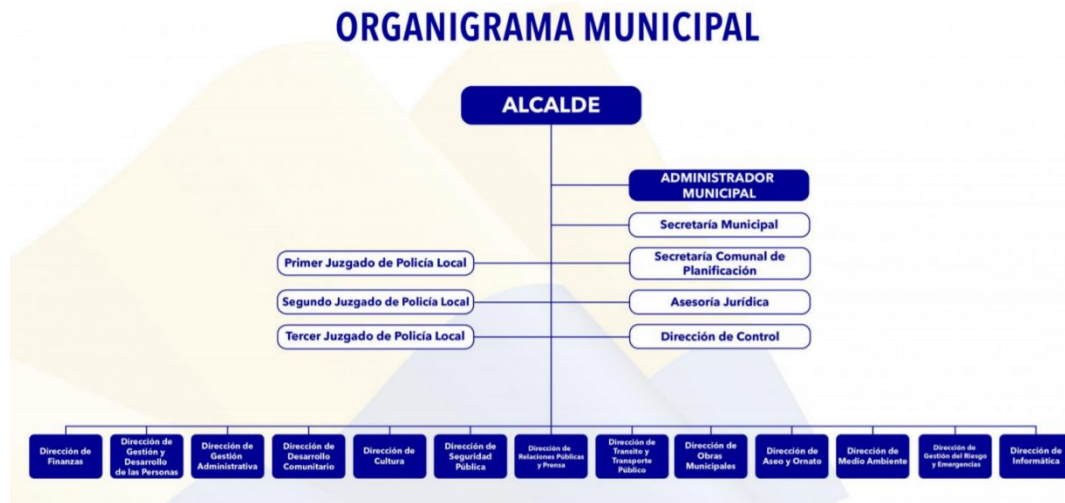 ORGANIGRAMA MUNICIPAL
ALCALDE
ADMINISTRADOR
MUNICIPAL
Secretaría Municipal
Primer Juzgado de Policía Local
Secretaría Comunal de
Planificación
Segundo Juzgado de Policía Local
Asesoría Jurídica
Tercer Juzgado de Policía Local
Dirección de Control
Dirección de
Finanzas
Dirección de
Gestión y
Desarrollo
de las Personas
Dirección de
Gestión
Administrativa
Dirección de
Desarrollo
Comunitario
Dirección de
Cultura
Dirección de
Seguridad
Pública
Dirección de
Relaciones Públicas
y Prensa
Dirección de
Transito y
Transporte
Público
Dirección de
Obras
Municipales
Dirección de
Aseo y Ornato
Dirección de
Medio Ambiente
Dirección de
Gestión del Riesgo
y Emergencias
Dirección de
Informática